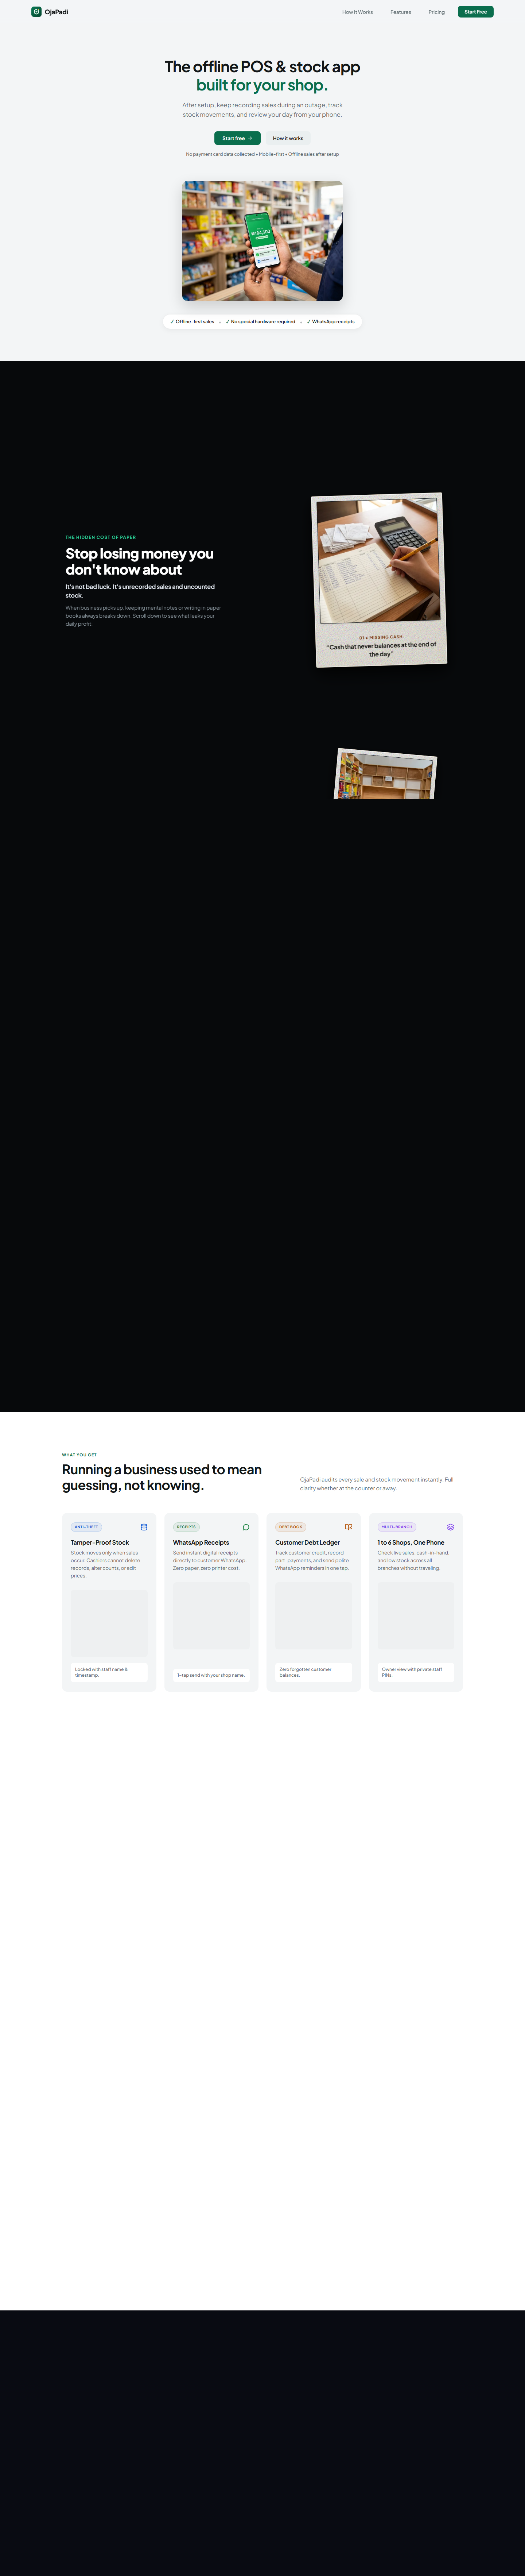 OjaPadi
How It Works
Features
Pricing
Start Free
The offline POS & stock app
built for your shop.
After setup, keep recording sales during an outage, track
stock movements, and review your day from your phone.
Start free →
How it works
No payment card data collected • Mobile-first • Offline sales after setup
✓ Offline-first sales • ✓ No special hardware required • ✓ WhatsApp receipts
THE HIDDEN COST OF PAPER
Stop losing money you
don't know about
It's not bad luck. It's unrecorded sales and uncounted
stock.
When business picks up, keeping mental notes or writing in paper
books always breaks down. Scroll down to see what leaks your
daily profit.
01 • MISSING CASH
"Cash that never balances at the end of
the day"
WHAT YOU GET
Running a business used to mean
guessing, not knowing.
OjaPadi audits every sale and stock movement instantly. Full
clarity whether at the counter or away.
ANTI-THEFT
Tamper-Proof Stock
Stock moves only when sales
occur. Cashiers cannot delete
records, alter counts, or edit
prices.
Locked with staff name &
timestamp.
RECEIPTS
WhatsApp Receipts
Send instant digital receipts
directly to customer WhatsApp.
Zero paper, zero printer cost.
1-tap send with your shop name.
DEBT BOOK
Customer Debt Ledger
Track customer credit, record
part-payments, and send polite
WhatsApp reminders in one tap.
Zero forgotten customer
balances
MULTI-BRANCH
1 to 6 Shops, One Phone
Check live sales, cash-in-hand,
and low stock across all
branches without traveling.
Owner view with private staff
PINs